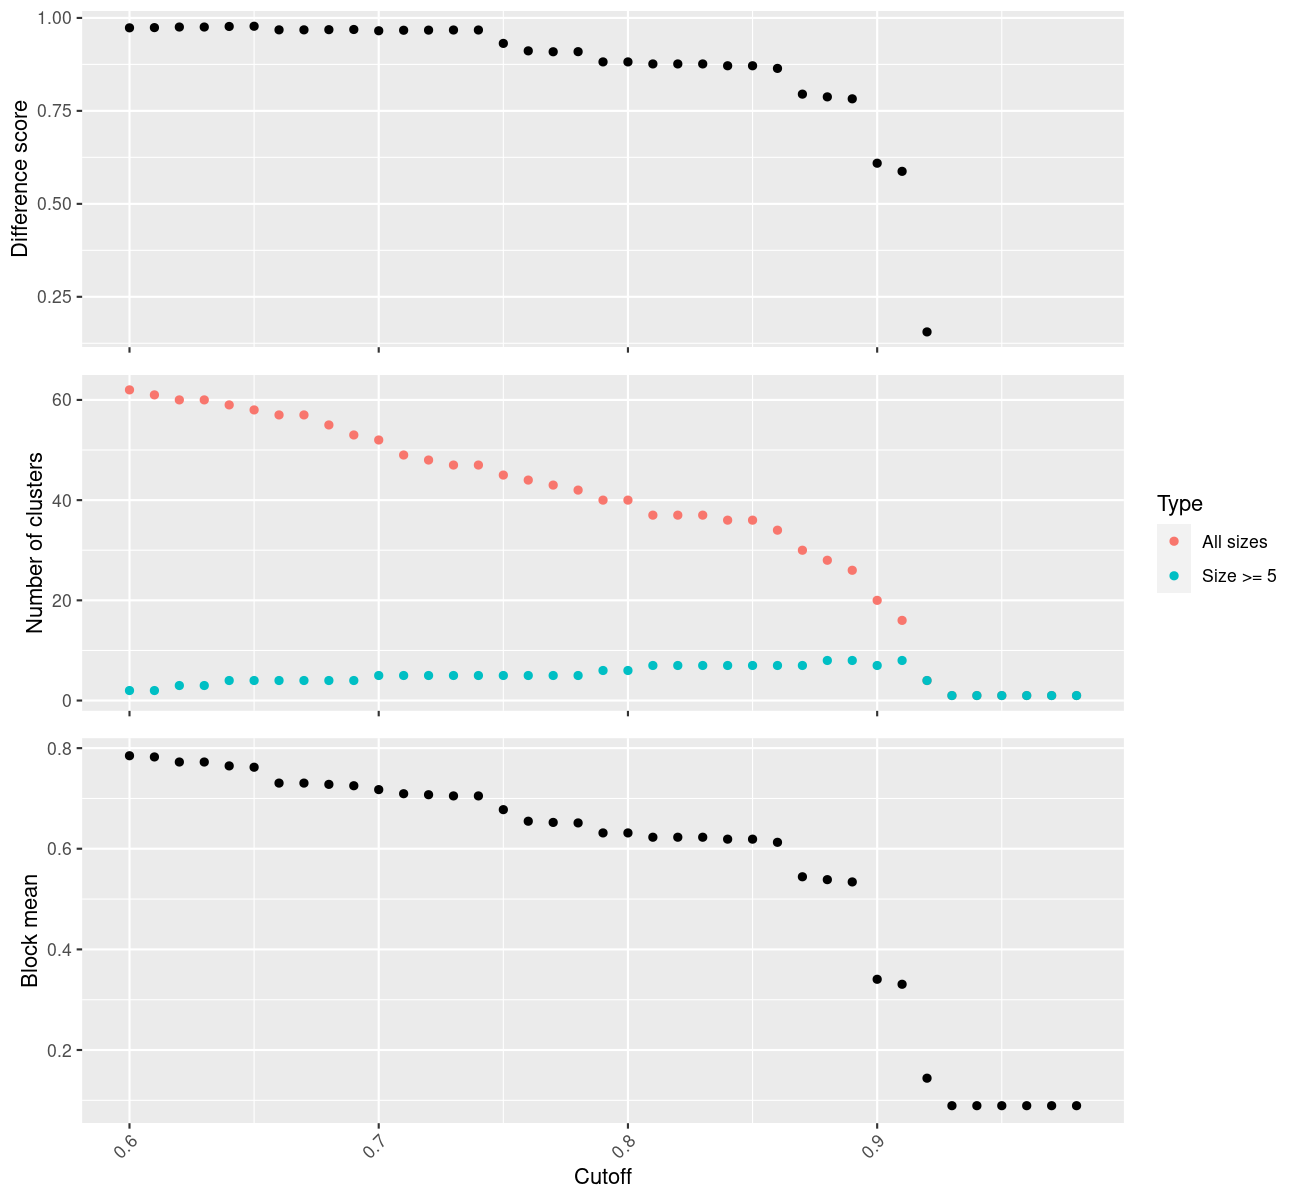 1.00
0.75
0.50
0.25
Difference score
60
40
20
0
Number of clusters
Type
All sizes
Size >= 5
0.8
0.6
0.4
0.2
Block mean
0.6 0.7 0.8 0.9
Cutoff